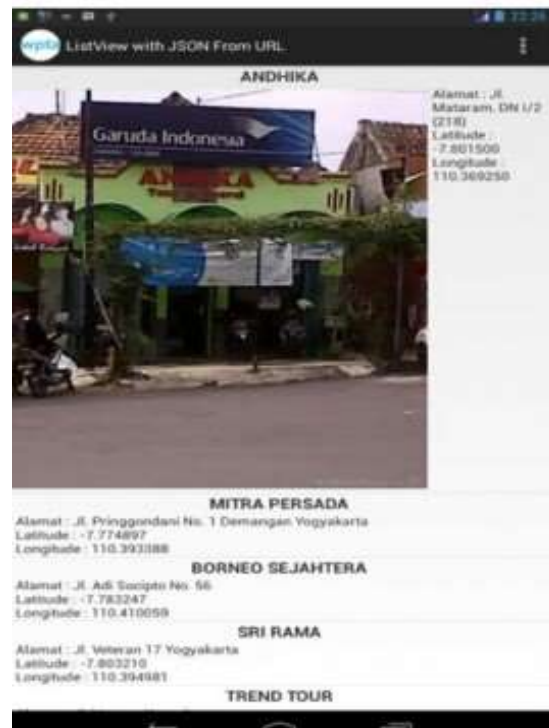 wpta
ListView with JSON From URL
ANDHIKA
Garuda Indonesia
ANDHIKA
Alamat : Jl.
Mataram, DN I/2
(218)
Latitude :
-7.801500
Longitude :
110.369250
MITRA PERSADA
Alamat : Jl. Pringgondani No. 1 Demangan Yogyakarta
Latitude : -7.774897
Longitude : 110.393388
BORNEO SEJAHTERA
Alamat : Jl. Adi Sucipto No. 56
Latitude : -7.783247
Longitude : 110.410059
SRI RAMA
Alamat : Jl. Veteran 17 Yogyakarta
Latitude : -7.803210
Longitude : 110.394981
TREND TOUR